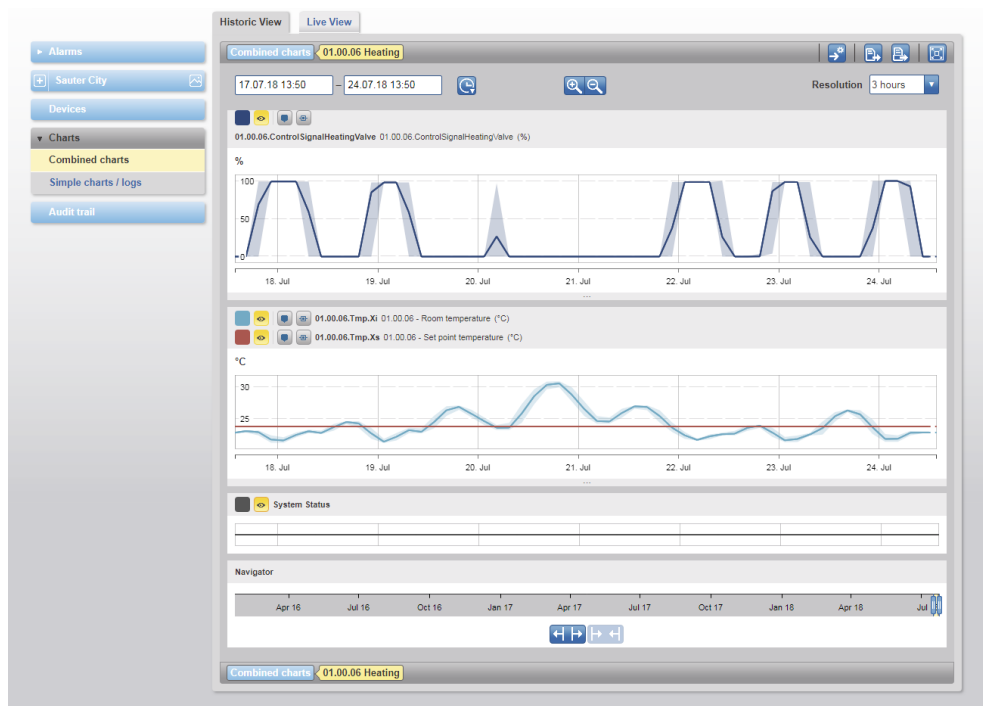 Historic View Live View
Alarms
Sauter City
Devices
Charts
Combined charts
Simple charts / logs
Audit trail
Combined charts 01.00.06 Heating
17.07.18 13:50 – 24.07.18 13:50 Resolution 3 hours
01.00.06.ControlSignalHeatingValve 01.00.06.ControlSignalHeatingValve (%)
%
100
50
0
18. Jul 19. Jul 20. Jul 21. Jul 22. Jul 23. Jul 24. Jul
...
01.00.06.Tmp.Xi 01.00.06 - Room temperature (°C)
01.00.06.Tmp.Xs 01.00.06 - Set point temperature (°C)
°C
30
25
18. Jul 19. Jul 20. Jul 21. Jul 22. Jul 23. Jul 24. Jul
...
System Status
Navigator
Apr 16 Jul 16 Oct 16 Jan 17 Apr 17 Jul 17 Oct 17 Jan 18 Apr 18 Jul
Combined charts 01.00.06 Heating